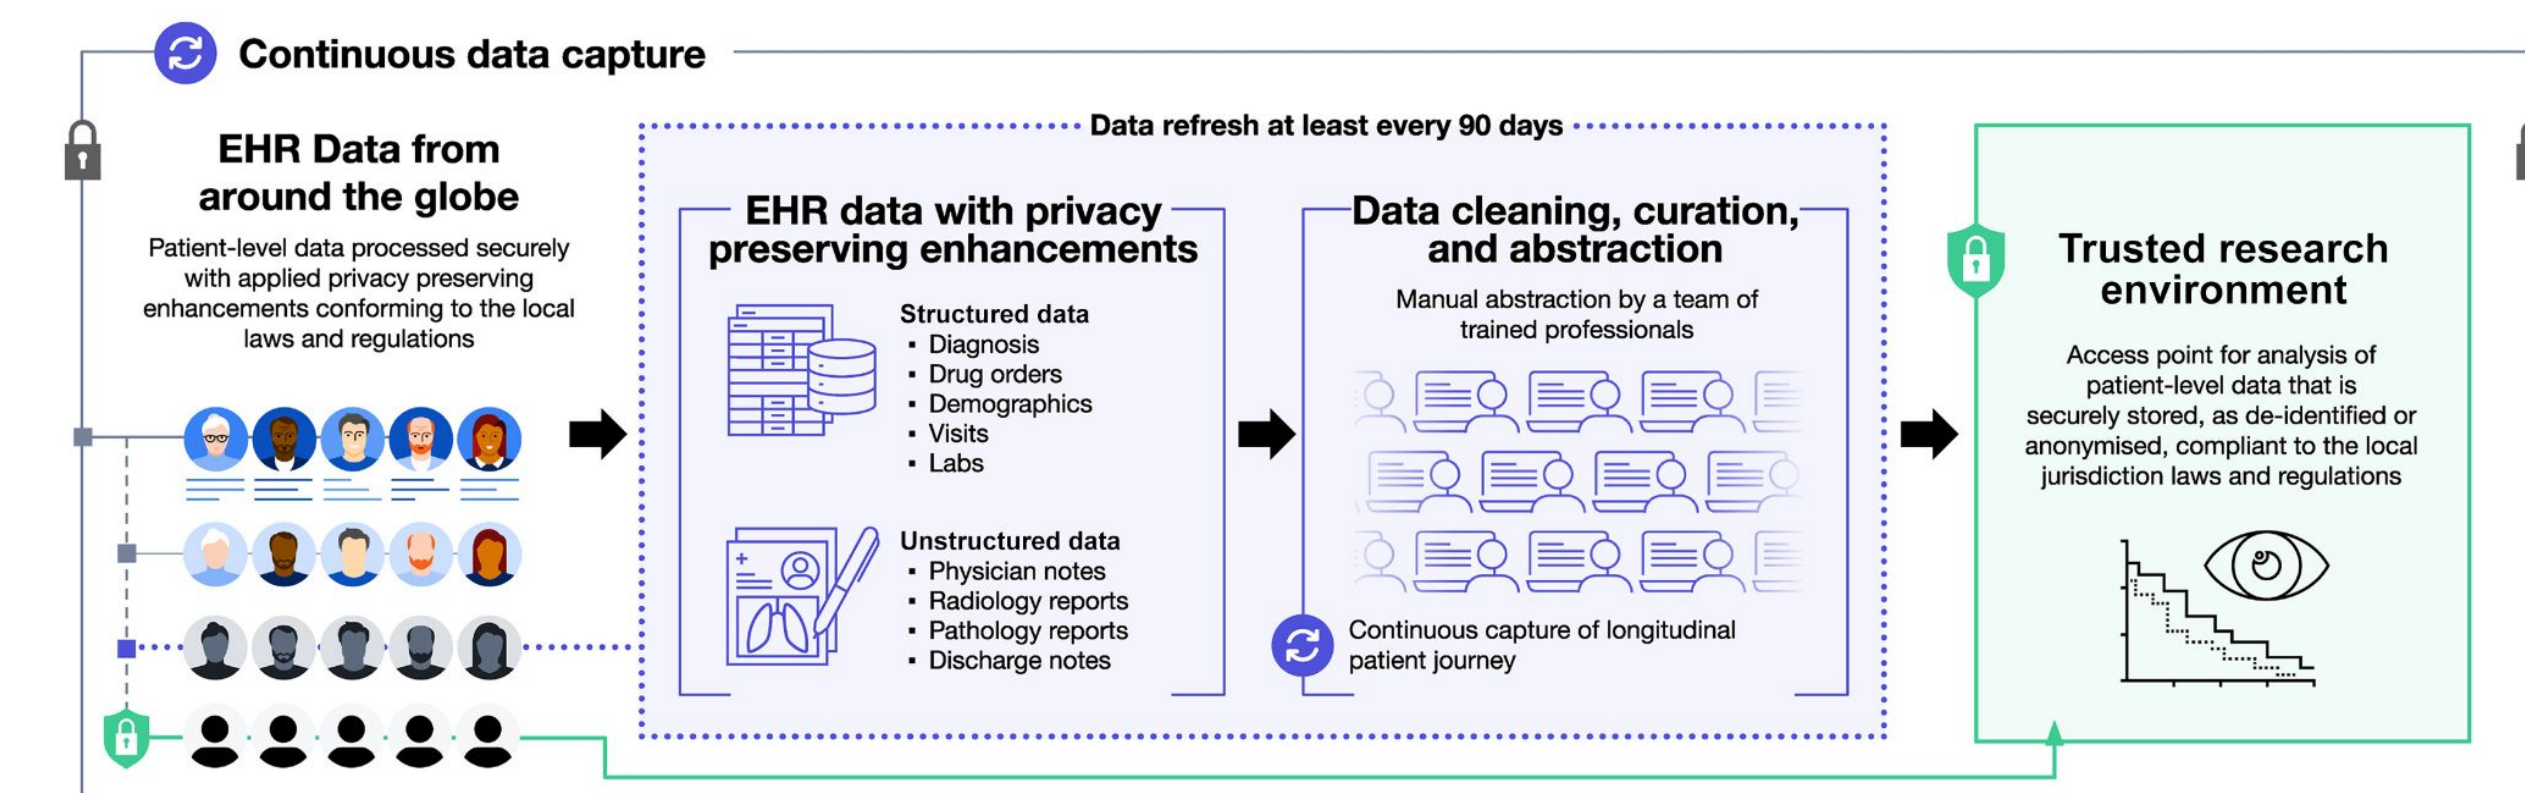 Continuous data capture
EHR Data from
around the globe
Patient-level data processed securely
with applied privacy preserving
enhancements conforming to the local
laws and regulations
Data refresh at least every 90 days
EHR data with privacy
preserving enhancements
Structured data
▪ Diagnosis
▪ Drug orders
▪ Demographics
▪ Visits
▪ Labs
Unstructured data
▪ Physician notes
▪ Radiology reports
▪ Pathology reports
▪ Discharge notes
Data cleaning, curation,
and abstraction
Manual abstraction by a team of
trained professionals
Continuous capture of longitudinal
patient journey
Trusted research
environment
Access point for analysis of
patient-level data that is
securely stored, as de-identified or
anonymised, compliant to the local
jurisdiction laws and regulations